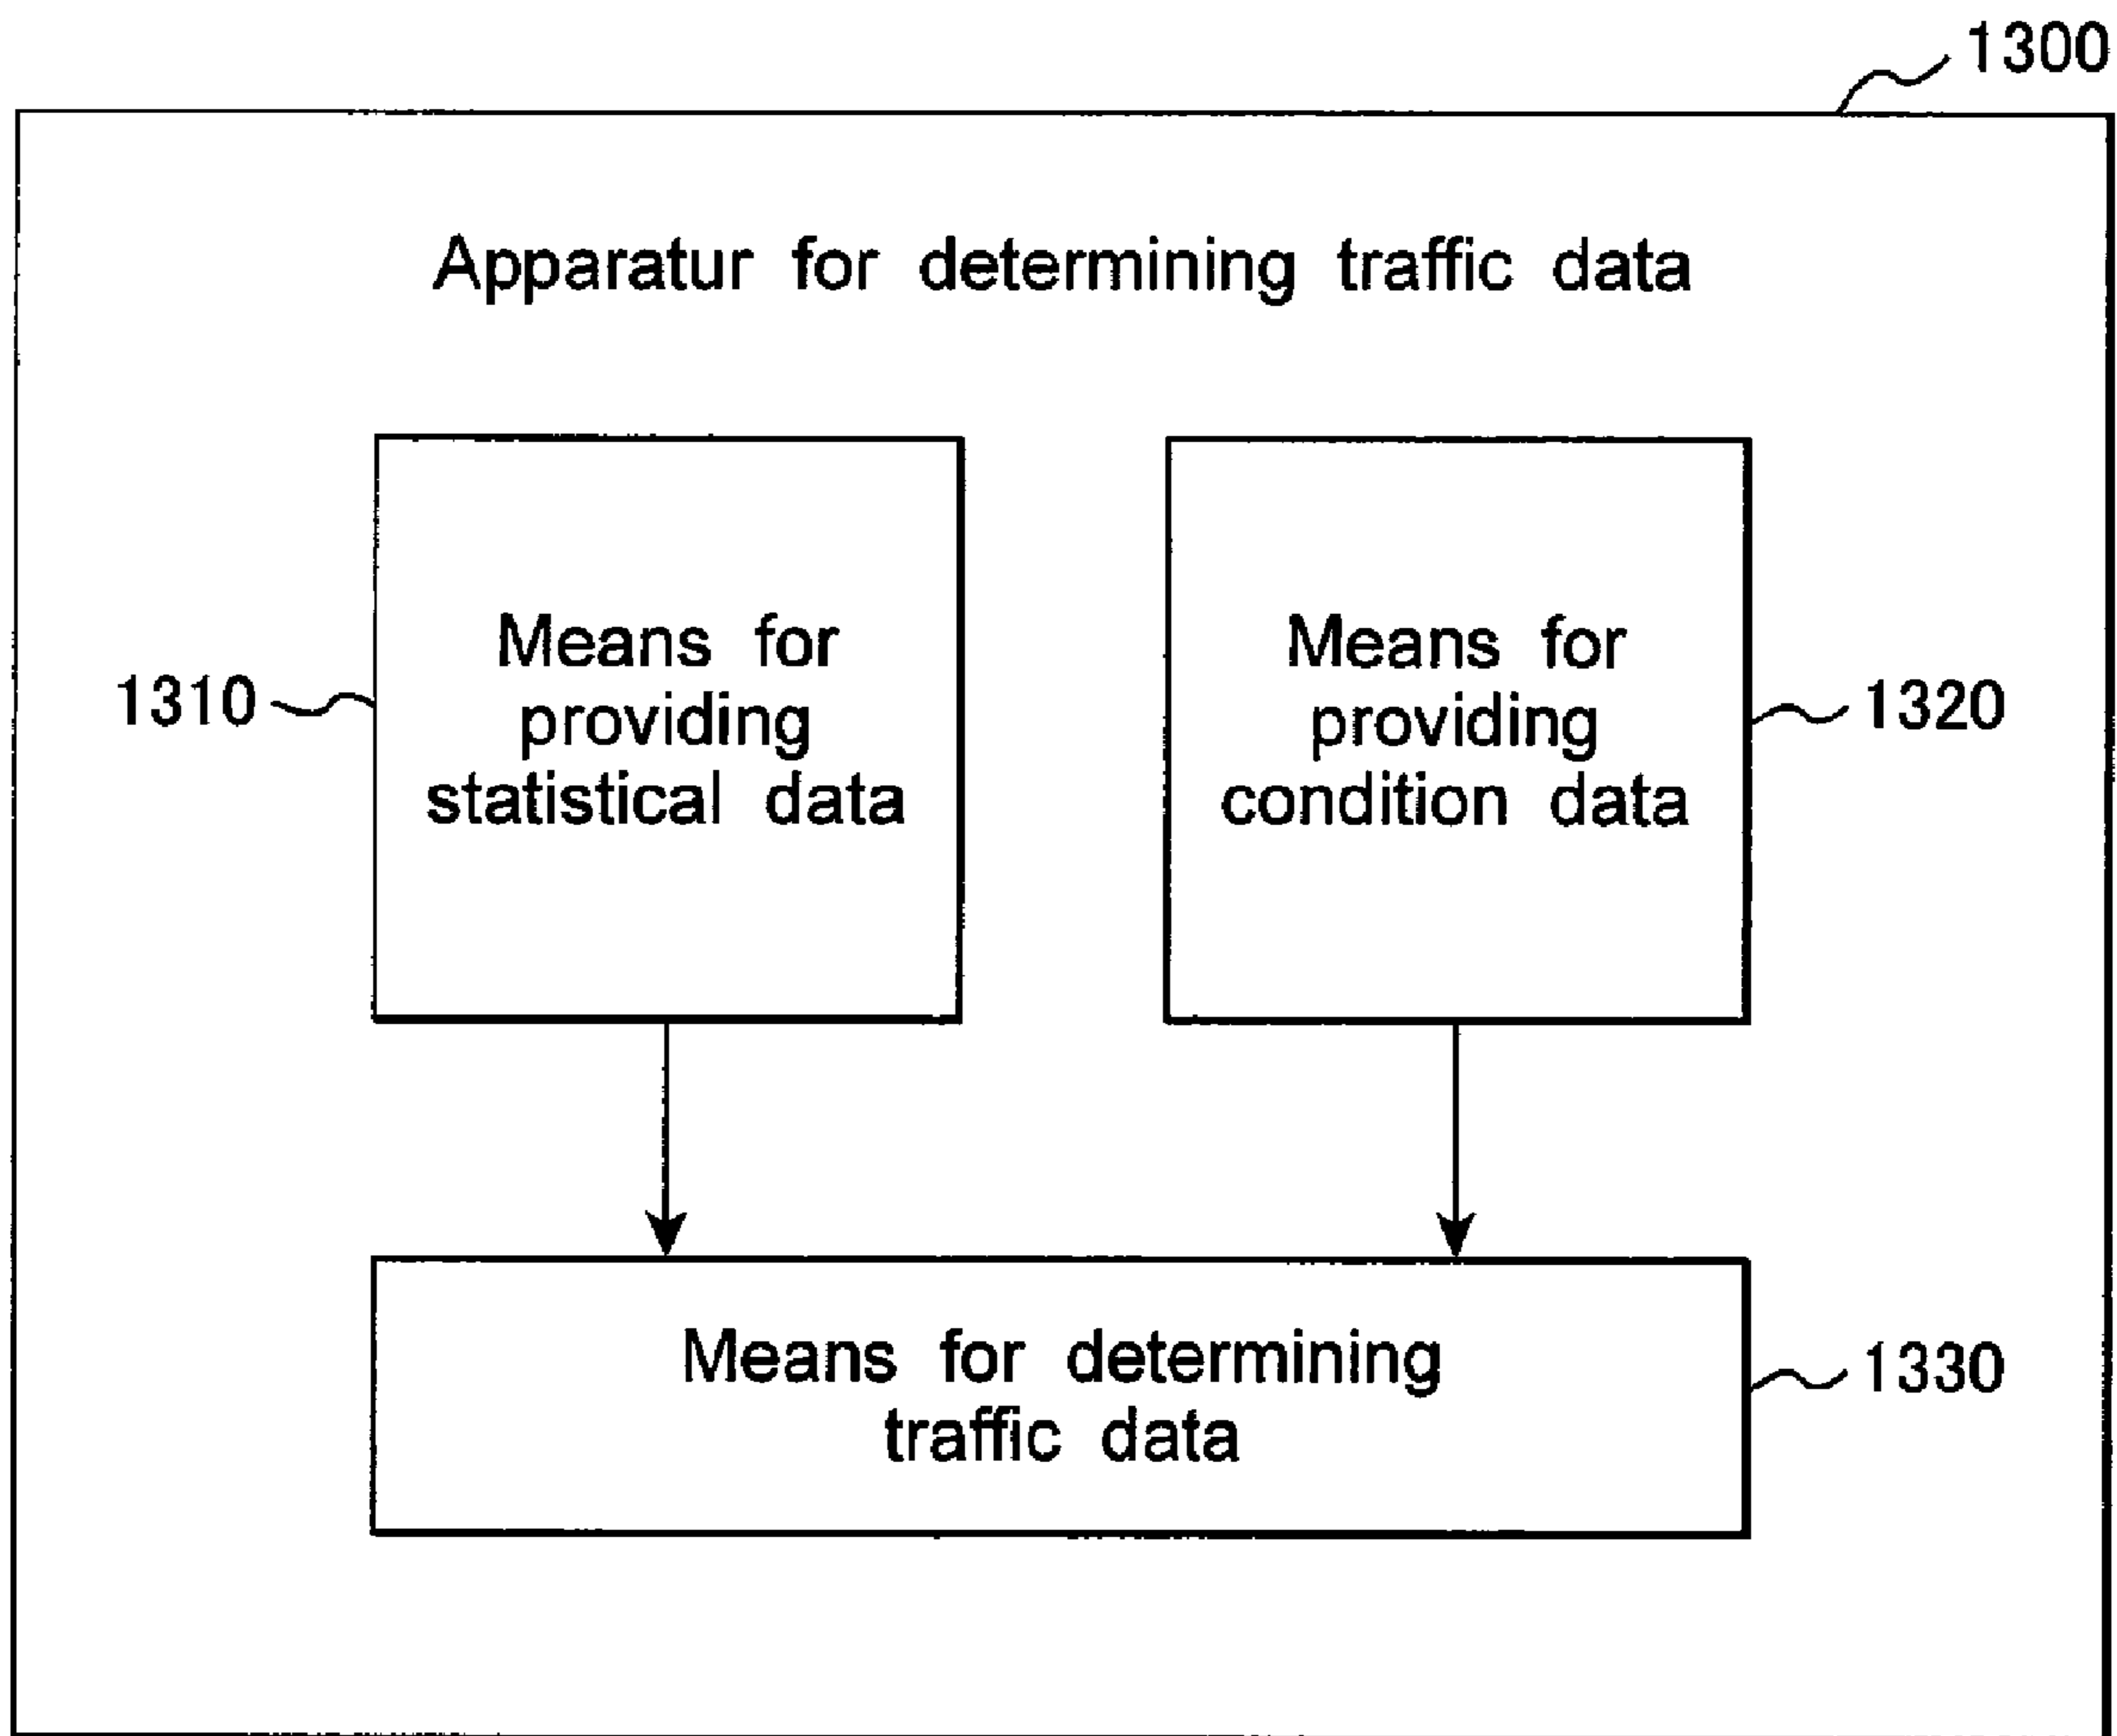 1300
Apparatur for determining traffic data
Means for
providing
statistical data
1310
Means for
providing
condition data
1320
Means for determining
traffic data
1330